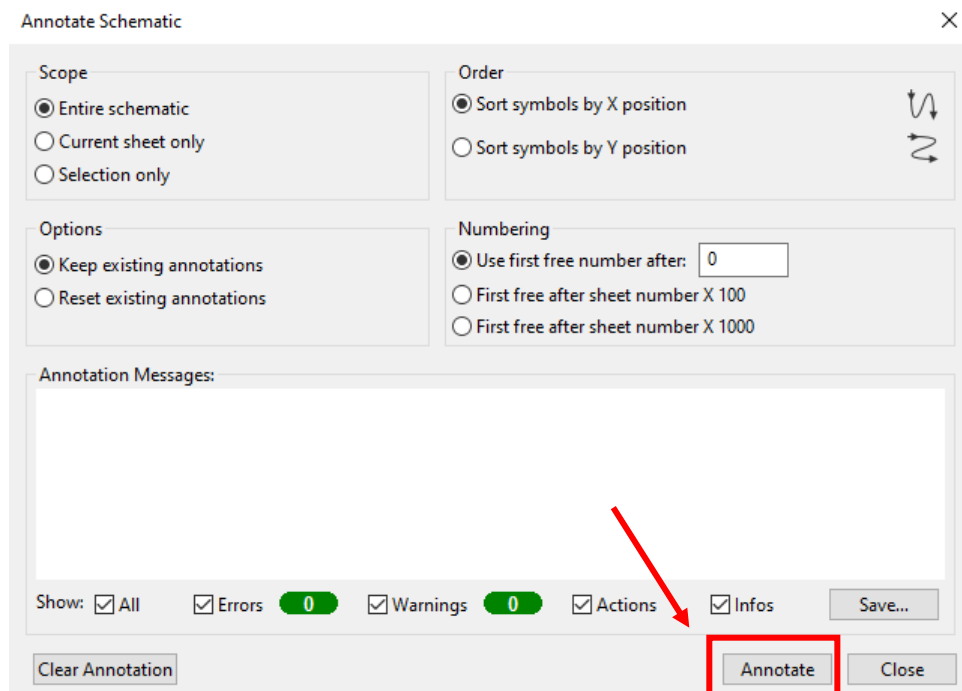 Annotate Schematic
Scope
Entire schematic
Current sheet only
Selection only
Order
Sort symbols by X position
Sort symbols by Y position
Options
Keep existing annotations
Reset existing annotations
Numbering
Use first free number after: 0
First free after sheet number X 100
First free after sheet number X 1000
Annotation Messages:
Show: All Errors 0 Warnings 0 Actions Infos Save...
Clear Annotation Annotate Close